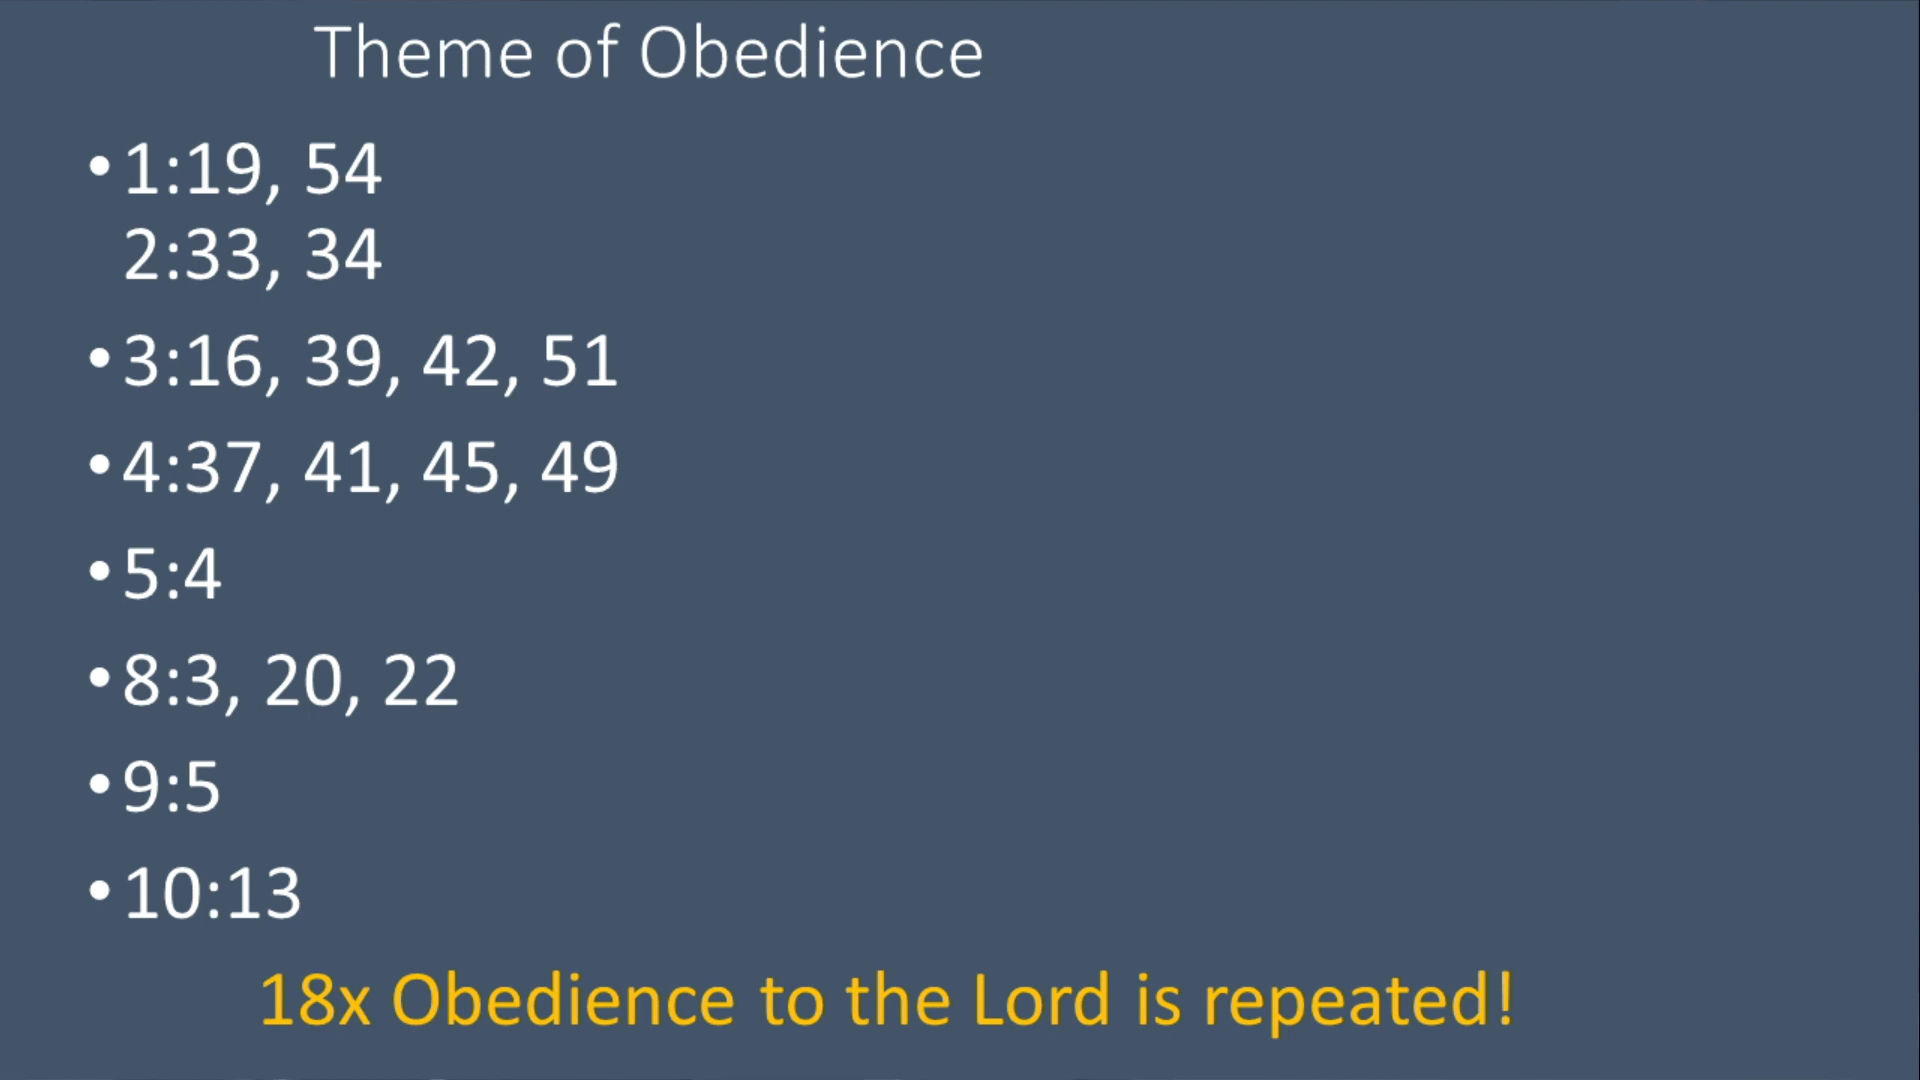 Theme of Obedience
•1:19, 54
2:33, 34
•3:16, 39, 42, 51
•4:37, 41, 45, 49
•5:4
•8:3, 20, 22
•9:5
•10:13
18x Obedience to the Lord is repeated!